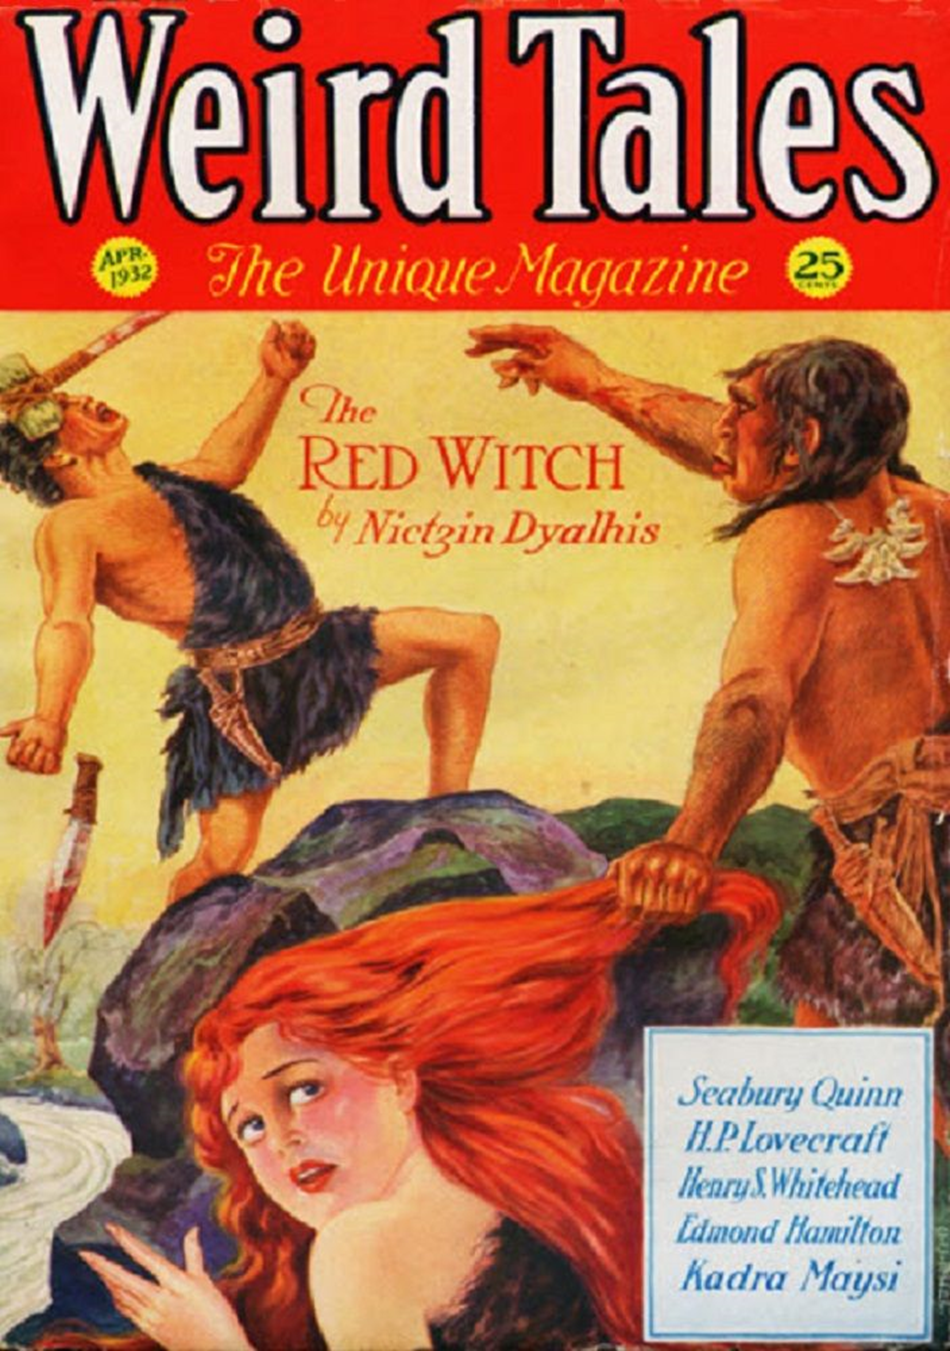 Weird Tales
APR-
1932
The Unique Magazine
25
CENTS
The
RED WITCH
by Nictzin Dyalhis
Seabury Quinn
H.P. Lovecraft
Henry S. Whitehead
Edmond Hamilton
Kadra Maysi